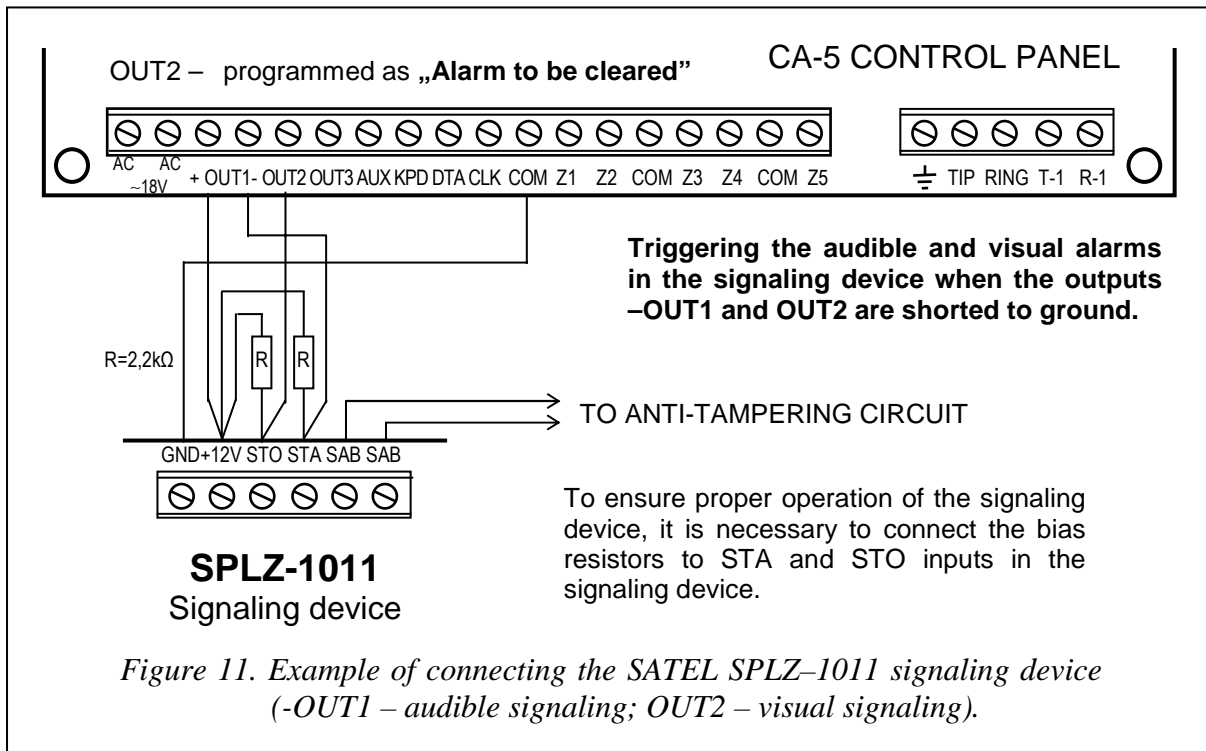 CA-5 CONTROL PANEL
OUT2 – programmed as „Alarm to be cleared”
AC AC
~18V
+ OUT1- OUT2 OUT3 AUX KPD DTA CLK COM Z1 Z2 COM Z3 Z4 COM Z5
TIP RING T-1 R-1
Triggering the audible and visual alarms
in the signaling device when the outputs
–OUT1 and OUT2 are shorted to ground.
R=2,2kΩ
R R
TO ANTI-TAMPERING CIRCUIT
GND+12V STO STA SAB SAB
To ensure proper operation of the signaling
device, it is necessary to connect the bias
resistors to STA and STO inputs in the
signaling device.
SPLZ-1011
Signaling device
Figure 11. Example of connecting the SATEL SPLZ–1011 signaling device
(-OUT1 – audible signaling; OUT2 – visual signaling).